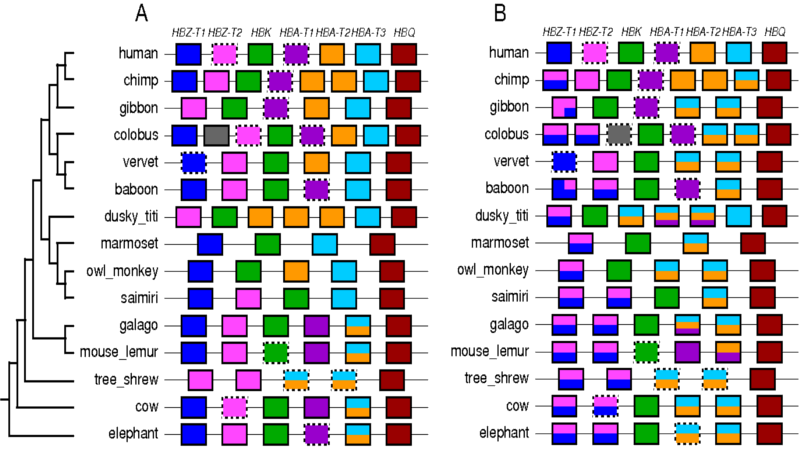 A
B
HBZ-T1 HBZ-T2 HBK HBA-T1 HBA-T2 HBA-T3 HBQ
HBZ-T1 HBZ-T2 HBK HBA-T1 HBA-T2 HBA-T3 HBQ
human
human
chimp
chimp
gibbon
gibbon
colobus
colobus
vervet
vervet
baboon
baboon
dusky_titi
dusky_titi
marmoset
marmoset
owl_monkey
owl_monkey
saimiri
saimiri
galago
galago
mouse_lemur
mouse_lemur
tree_shrew
tree_shrew
cow
cow
elephant
elephant